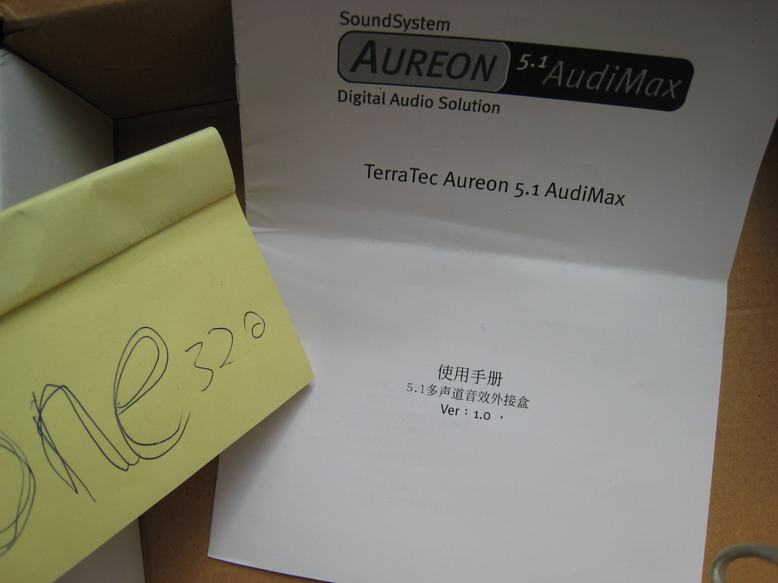 SoundSystem
AUREON 5.1 AudiMax
Digital Audio Solution
TerraTec Aureon 5.1 AudiMax
使用手册
5.1多声道音效外接盒
Ver：1.0
one 320